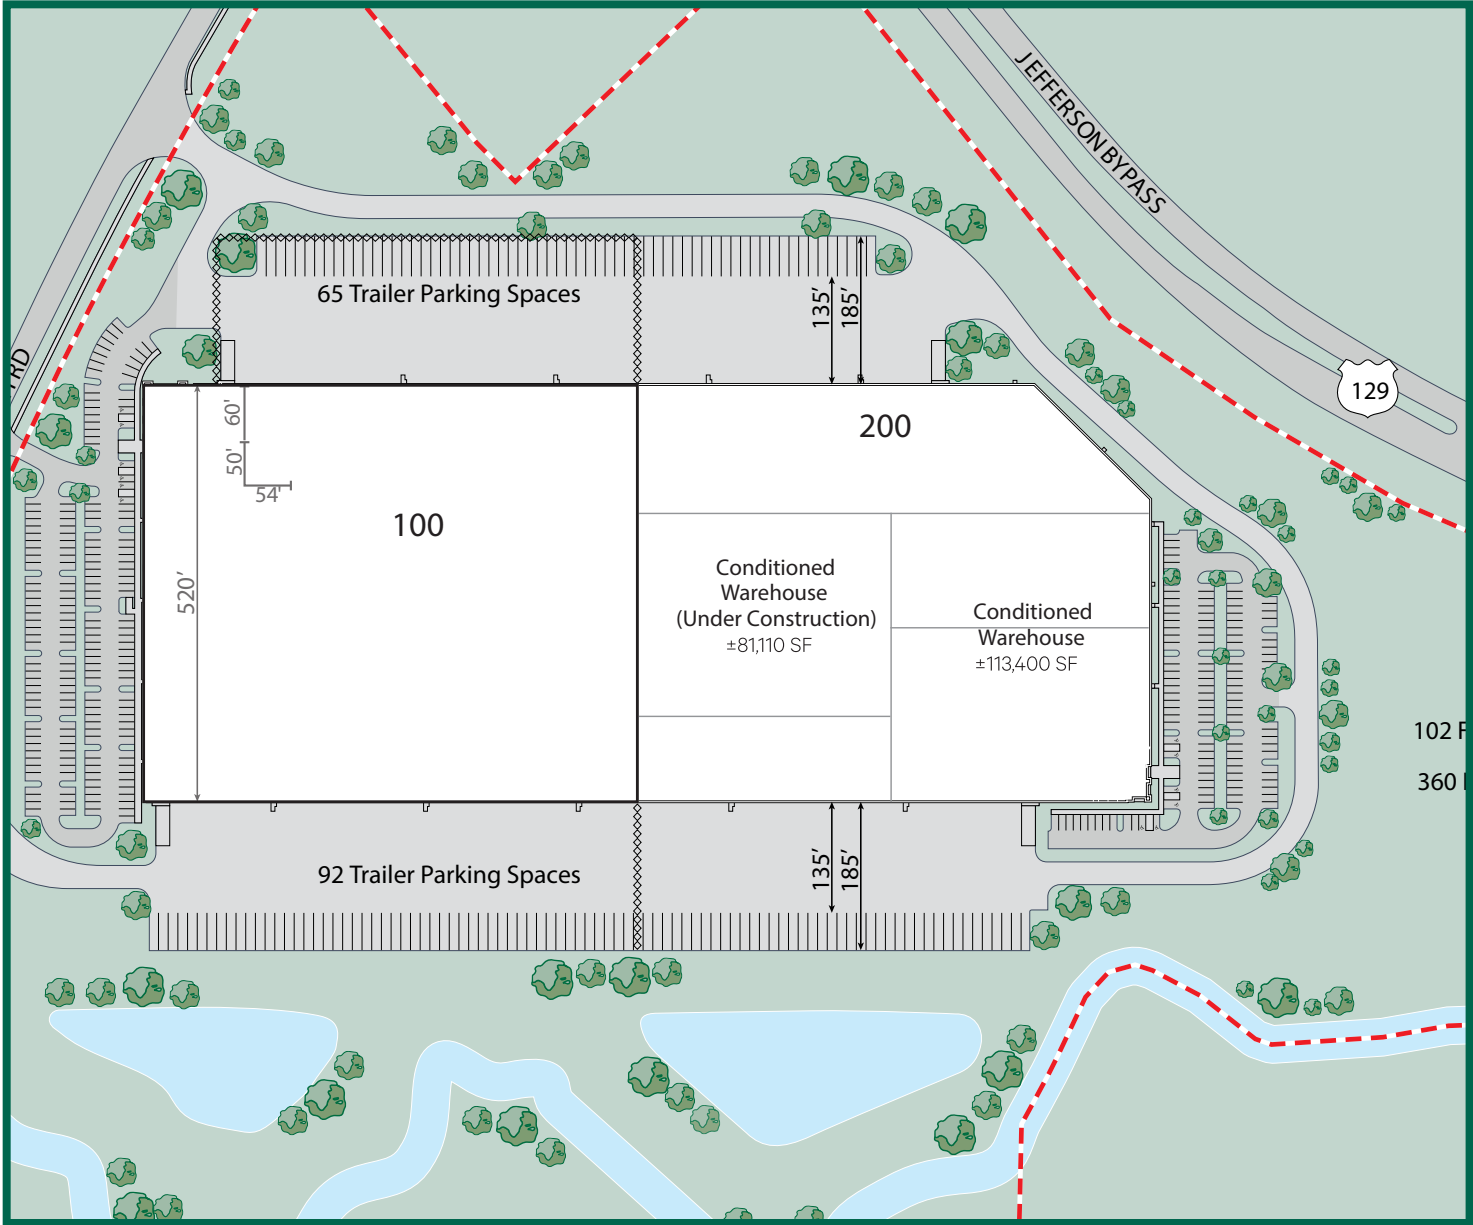 JEFFERSON BYPASS
129
RD
65 Trailer Parking Spaces
135'
185'
60'
50'
54'
520'
100
200
Conditioned
Warehouse
(Under Construction)
±81,110 SF
Conditioned
Warehouse
±113,400 SF
102
360
92 Trailer Parking Spaces
135'
185'